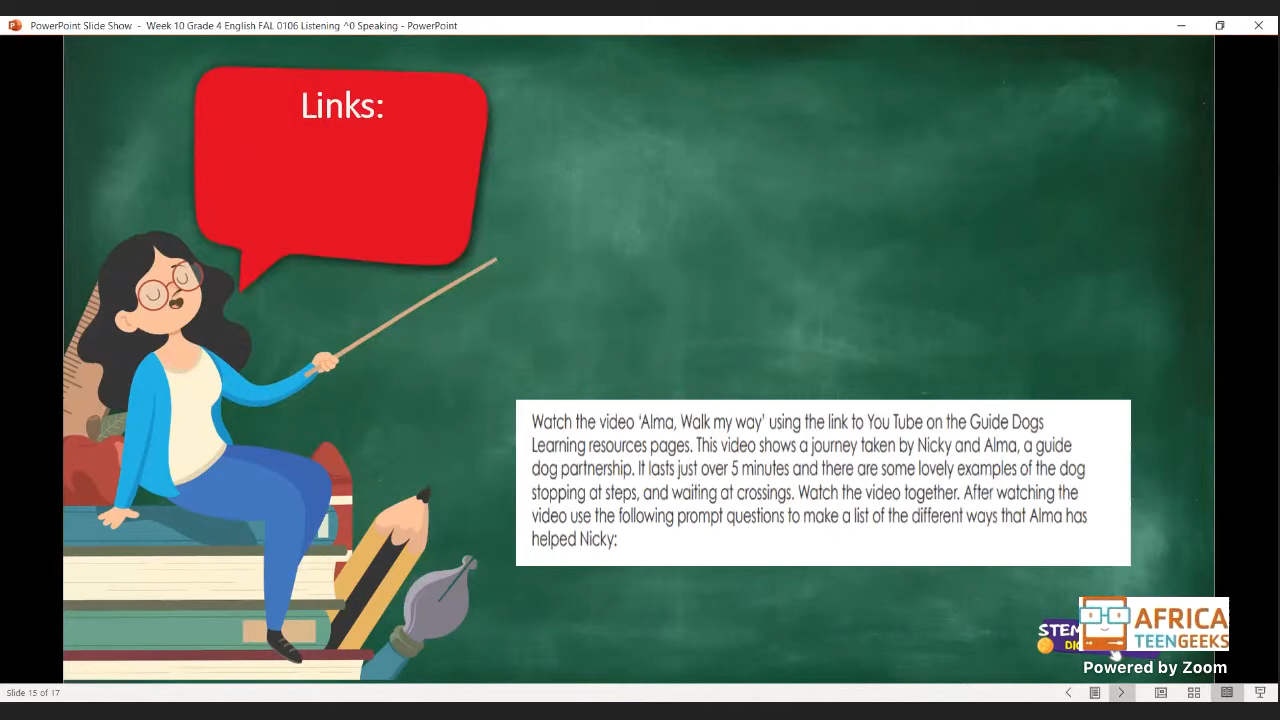 PowerPoint Slide Show - Week 10 Grade 4 English FAL 0106 Listening ^0 Speaking - PowerPoint
Links:
Watch the video 'Alma, Walk my way' using the link to You Tube on the Guide Dogs
Learning resources pages. This video shows a journey taken by Nicky and Alma, a guide
dog partnership. It lasts just over 5 minutes and there are some lovely examples of the dog
stopping at steps, and waiting at crossings. Watch the video together. After watching the
video use the following prompt questions to make a list of the different ways that Alma has
helped Nicky:
STEM
AFRICA
TEENGEEKS
Powered by Zoom
Slide 15 of 17